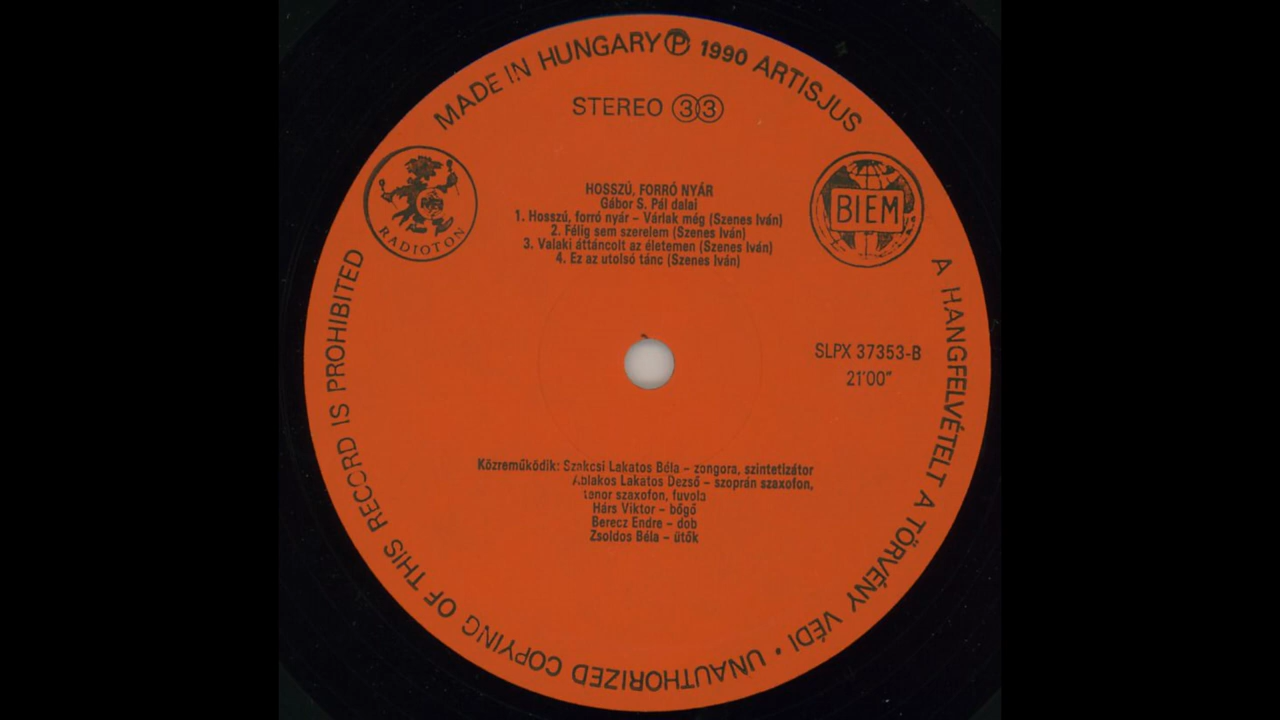 MADE IN HUNGARY Ⓟ 1990 ARTISJUS
STEREO 33
RADIOTON
BIEM
HOSSZÚ, FORRÓ NYÁR
Gábor S. Pál dalai
1. Hosszú, forró nyár – Várlak még (Szenes Iván)
2. Félig sem szerelem (Szenes Iván)
3. Valaki áttáncolt az életemen (Szenes Iván)
4. Ez az utolsó tánc (Szenes Iván)
SLPX 37353-B
21'00"
Közreműködik: Szakcsi Lakatos Béla – zongora, szintetizátor
Ablakos Lakatos Dezső – szoprán szaxofon,
tenor szaxofon, fuvola
Hárs Viktor – bőgő
Berecz Endre – dob
Zsoldos Béla – ütők
A HANGFELVÉTELT A TÖRVÉNY VÉDI • UNAUTHORIZED COPYING OF THIS RECORD IS PROHIBITED